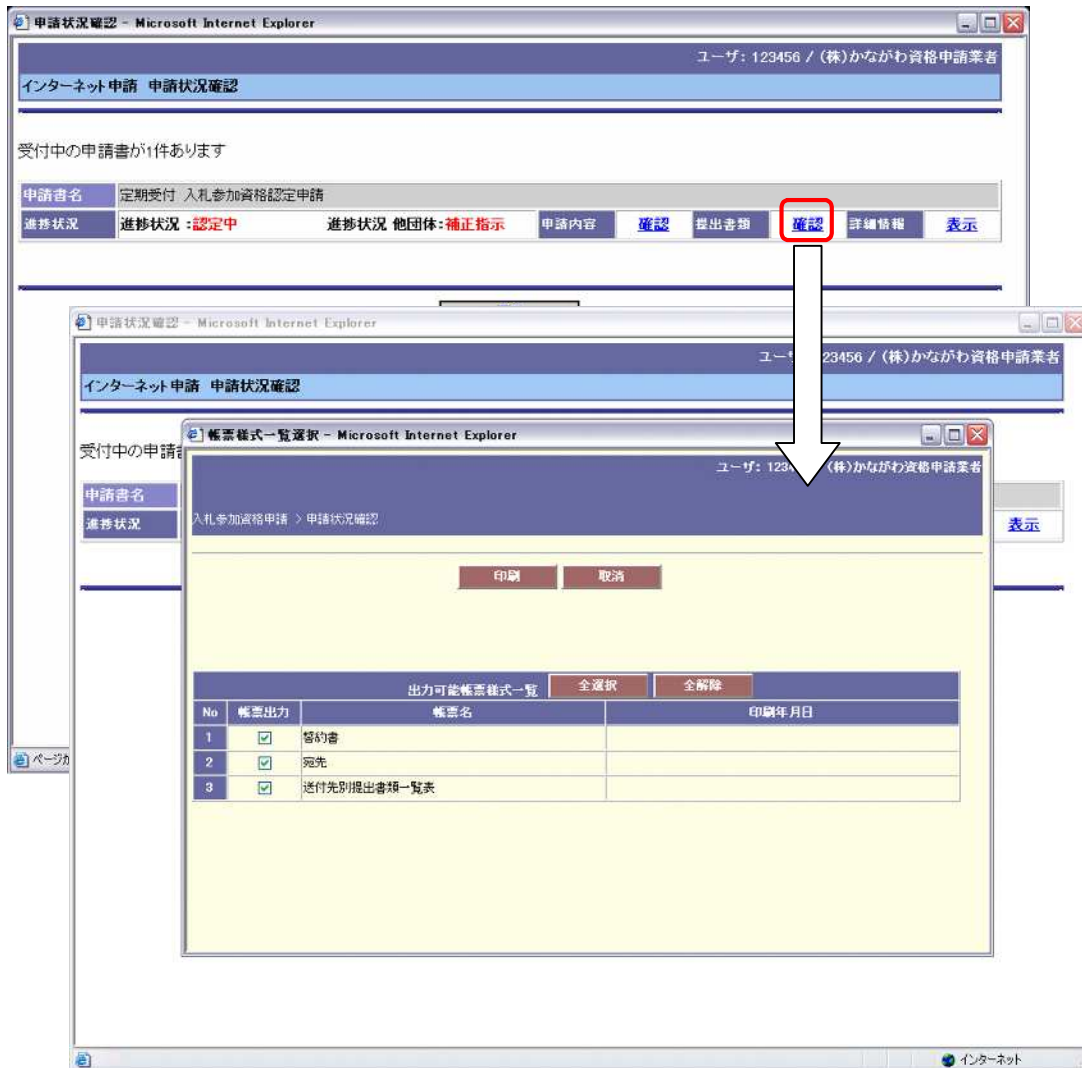 申請状況確認 - Microsoft Internet Explorer
ユーザ: 123456 / (株)かながわ資格申請業者
インターネット申請 申請状況確認
受付中の申請書が1件あります
申請書名 定期受付 入札参加資格認定申請
進捗状況 進捗状況 :認定中 進捗状況 他団体:補正指示 申請内容 確認 提出書類 確認 詳細情報 表示
申請状況確認 - Microsoft Internet Explorer
ユー 23456 / (株)かながわ資格申請業者
インターネット申請 申請状況確認
受付中の申請
帳票様式一覧選択 - Microsoft Internet Explorer
ユーザ: 123 (株)かながわ資格申請業者
申請書名
進捗状況 表示
入札参加資格申請 > 申請状況確認
印刷 取消
出力可能帳票様式一覧 全選択 全解除
No 帳票出力 帳票名 印刷年月日
1 誓約書
2 宛先
3 送付先別提出書類一覧表
ページが
インターネット